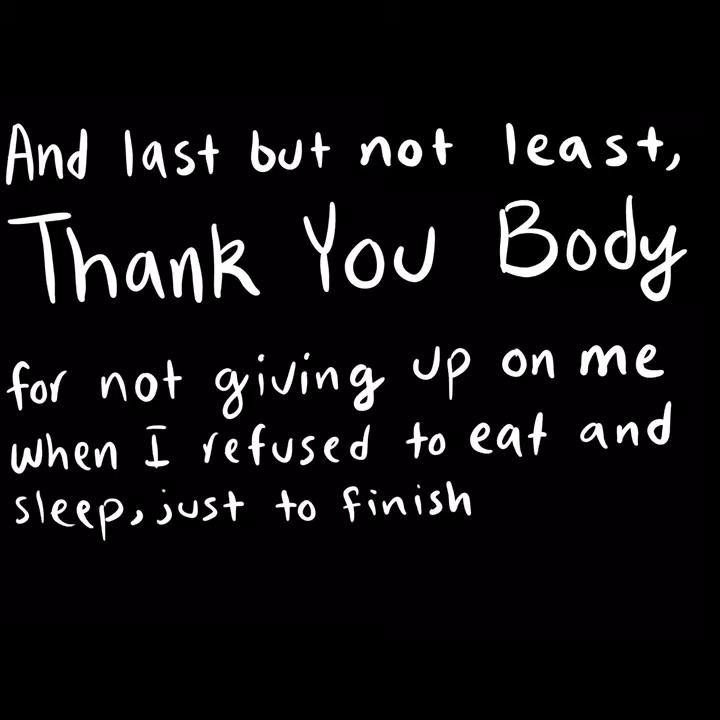 And last but not least,
Thank You Body
for not giving up on me
when I refused to eat and
sleep, just to finish